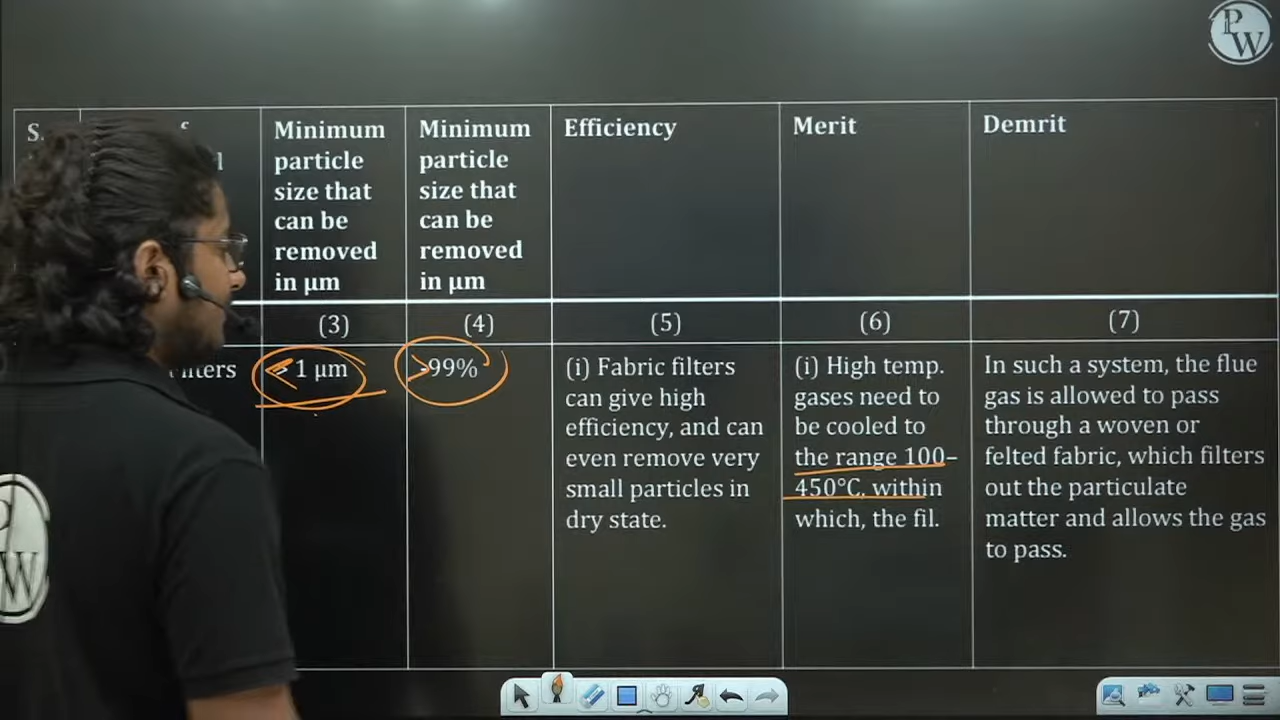 PW
S.
Minimum
particle
size that
can be
removed
in μm
Minimum
particle
size that
can be
removed
in μm
Efficiency
Merit
Demrit
(3)
(4)
(5)
(6)
(7)
< 1 μm
>99%
(i) Fabric filters
can give high
efficiency, and can
even remove very
small particles in
dry state.
(i) High temp.
gases need to
be cooled to
the range 100–
450°C, within
which, the fil.
In such a system, the flue
gas is allowed to pass
through a woven or
felted fabric, which filters
out the particulate
matter and allows the gas
to pass.
PW